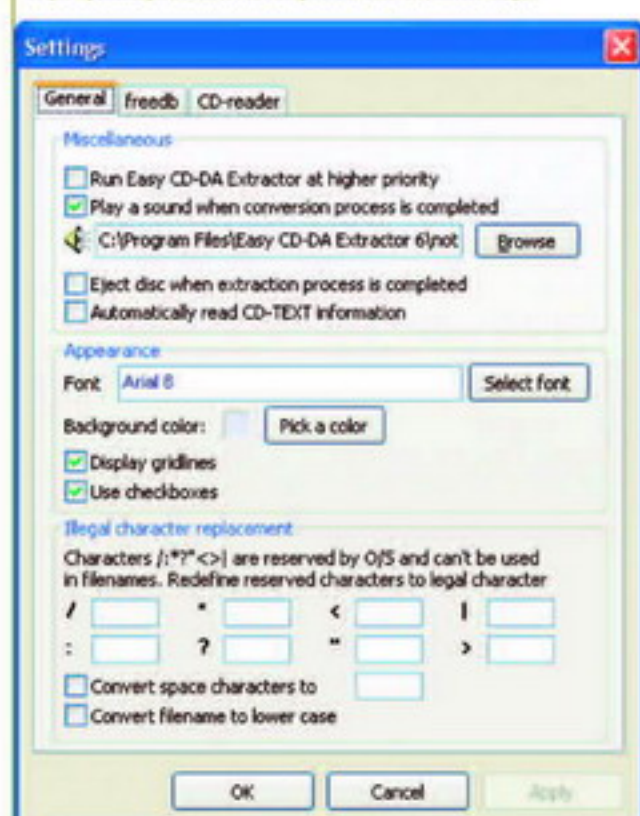 Settings
General freedb CD-reader
Miscellaneous
Run Easy CD-DA Extractor at higher priority
Play a sound when conversion process is completed
C:\Program Files\Easy CD-DA Extractor 6\not Browse
Eject disc when extraction process is completed
Automatically read CD-TEXT information
Appearance
Font Arial 8 Select font
Background color: Pick a color
Display gridlines
Use checkboxes
Illegal character replacement
Characters /:*?"<>| are reserved by O/S and can't be used
in filenames. Redefine reserved characters to legal character
/ * < |
: ? " >
Convert space characters to
Convert filename to lower case
OK Cancel Apply